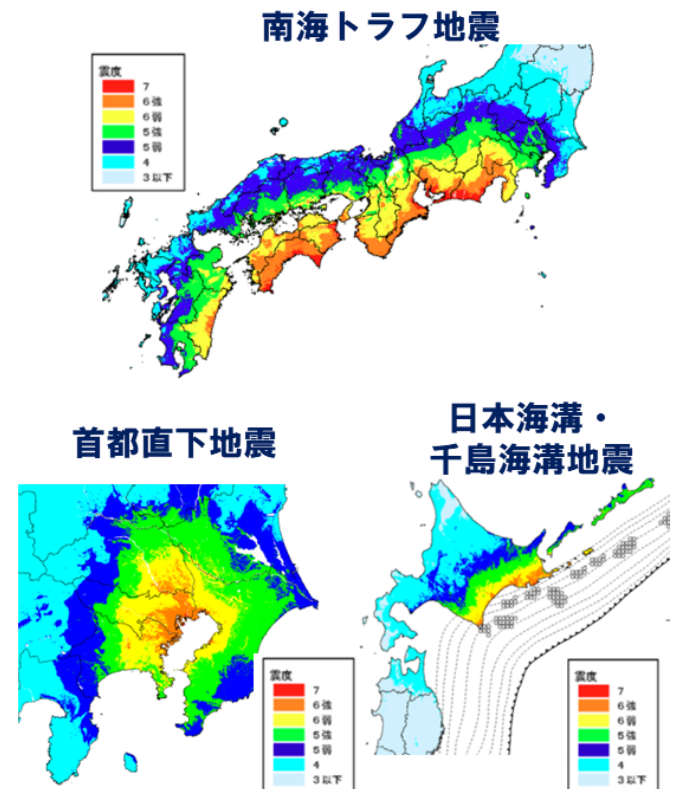 南海トラフ地震
震度
7
6強
6弱
5強
5弱
4
3以下
首都直下地震
震度
7
6強
6弱
5強
5弱
4
3以下
日本海溝・
千島海溝地震
震度
7
6強
6弱
5強
5弱
4
3以下